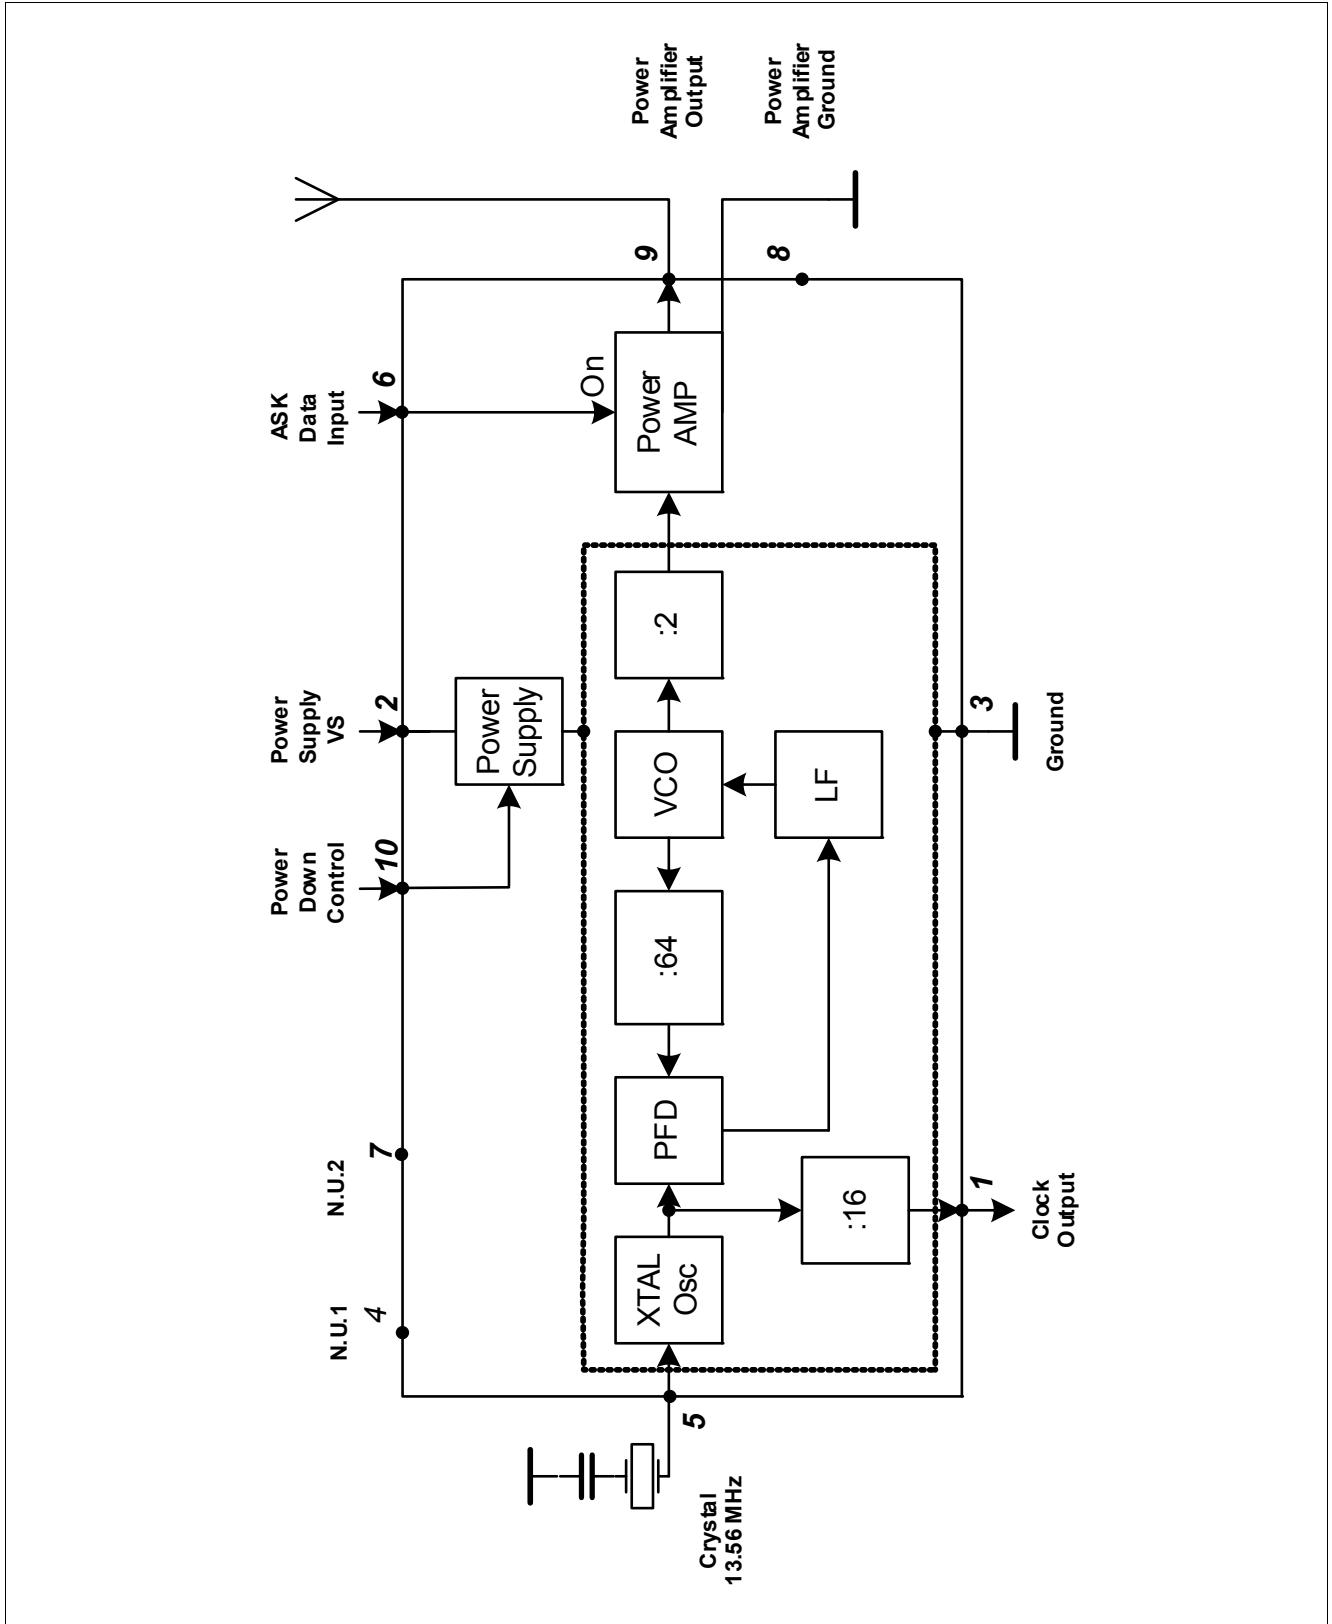 N.U.1
4
N.U.2
7
Power
Down
Control
10
Power
Supply
VS
2
ASK
Data
Input
6
Power
Supply
On
Crystal
13.56 MHz
5
XTAL
Osc
PFD
:64
VCO
:2
Power
AMP
9
Power
Amplifier
Output
8
Power
Amplifier
Ground
:16
LF
1
Clock
Output
3
Ground